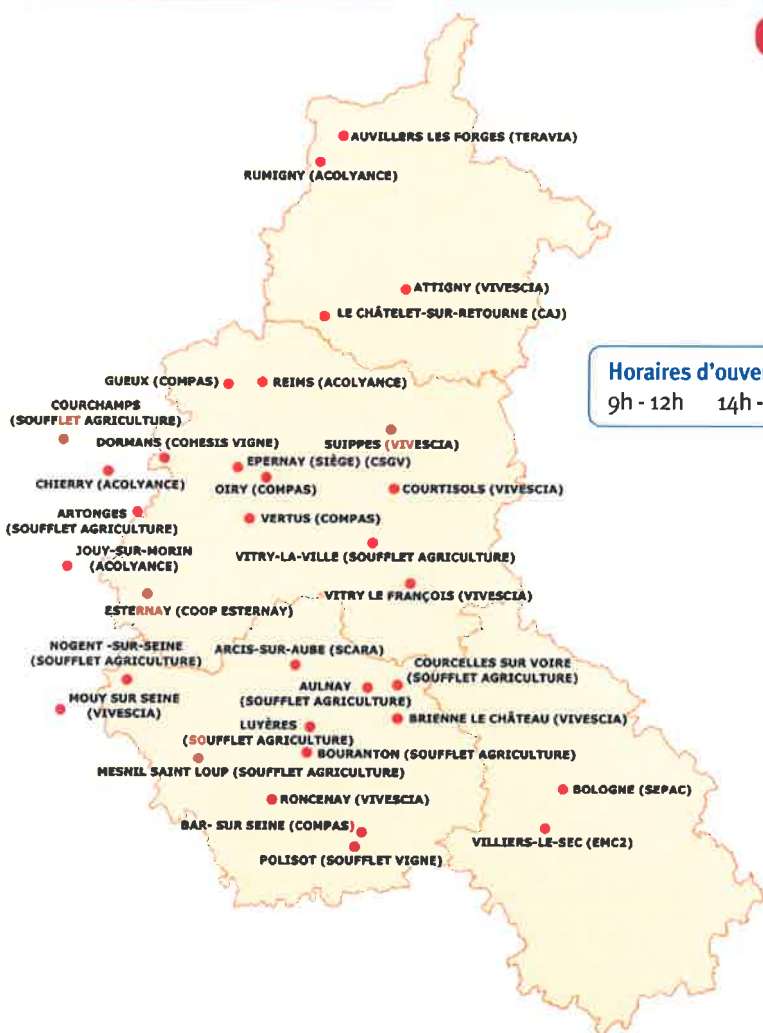 AUVILLERS LES FORGES (TERAVIA)
RUMIGNY (ACOLYANCE)
ATTIGNY (VIVESCIA)
LE CHÂTELET-SUR-RETOURNE (CAJ)
GUEUX (COMPAS)
REIMS (ACOLYANCE)
Horaires d'ouver
9h - 12h 14h -
COURCHAMPS
(SOUFFLET AGRICULTURE)
DORMANS (COHESIS VIGNE)
SUIPPES (VIVESCIA)
EPERNAY (SIÈGE) (CSGV)
CHIERRY (ACOLYANCE)
OIRY (COMPAS)
COURTISOLS (VIVESCIA)
ARTONGES
(SOUFFLET AGRICULTURE)
VERTUS (COMPAS)
JOUY-SUR-MORIN
(ACOLYANCE)
VITRY-LA-VILLE (SOUFFLET AGRICULTURE)
ESTERNAY (COOP ESTERNAY)
VITRY LE FRANÇOIS (VIVESCIA)
NOGENT -SUR-SEINE
(SOUFFLET AGRICULTURE)
ARCIS-SUR-AUBE (SCARA)
COURCELLES SUR VOIRE
(SOUFFLET AGRICULTURE)
AULNAY
(SOUFFLET AGRICULTURE)
MOUY SUR SEINE
(VIVESCIA)
BRIENNE LE CHÂTEAU (VIVESCIA)
LUYÈRES
(SOUFFLET AGRICULTURE)
BOURANTON (SOUFFLET AGRICULTURE)
MESNIL SAINT LOUP (SOUFFLET AGRICULTURE)
BOLOGNE (SEPAC)
RONCENAY (VIVESCIA)
BAR- SUR SEINE (COMPAS)
VILLIERS-LE-SEC (EMC2)
POLISOT (SOUFFLET VIGNE)